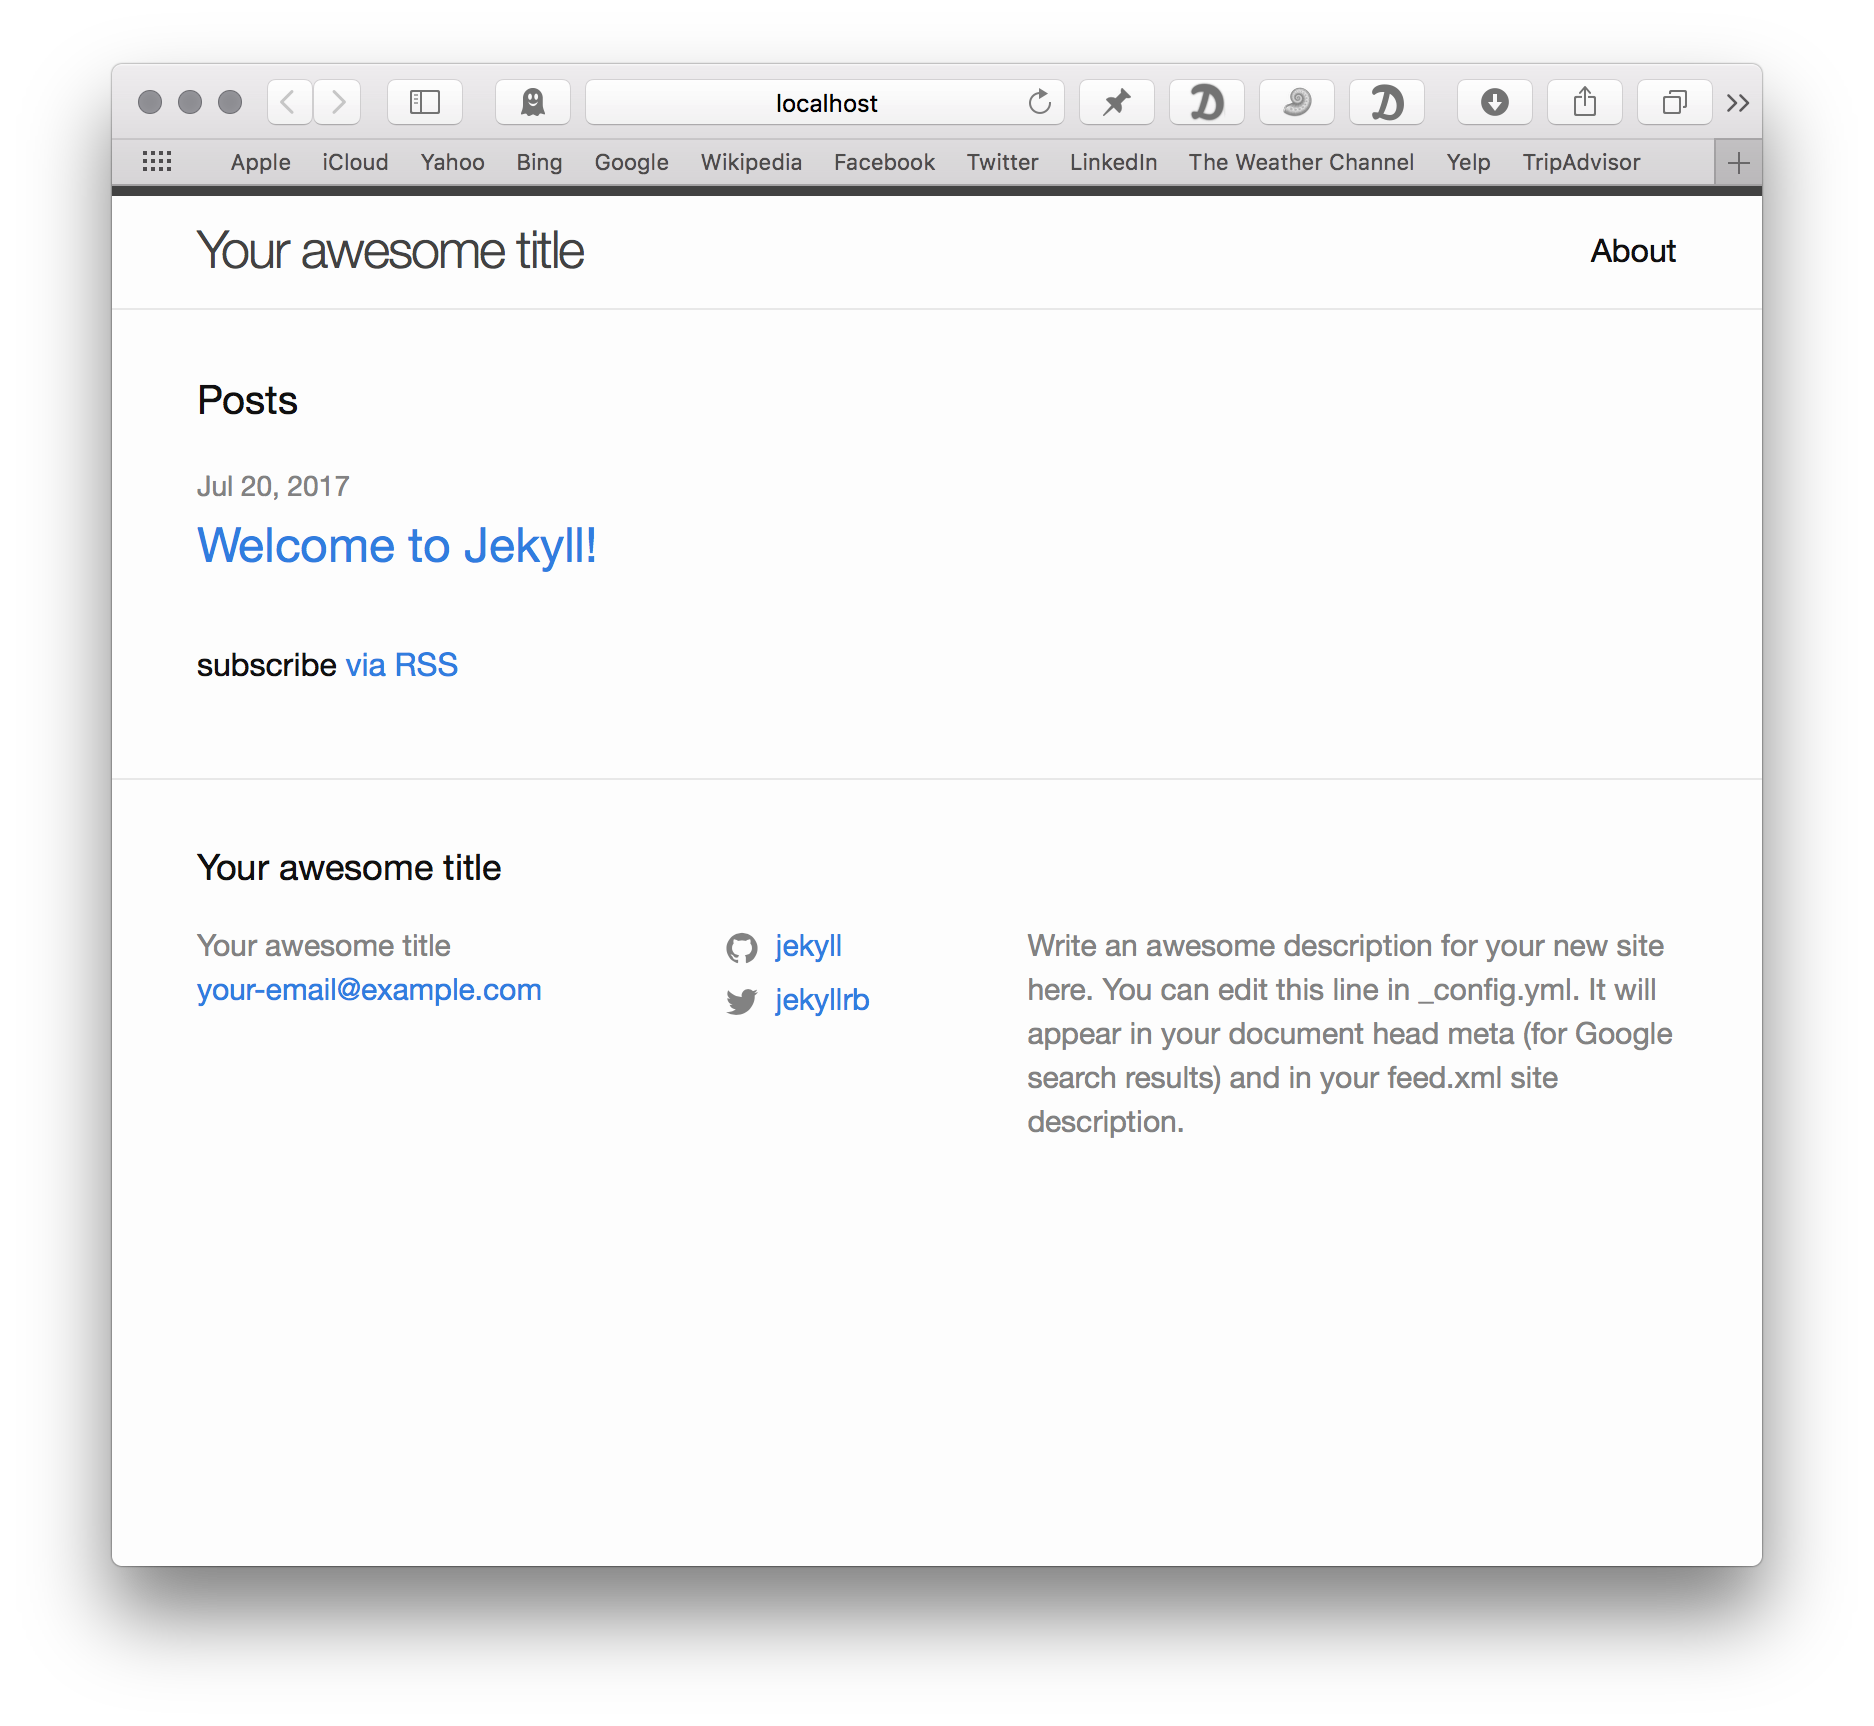 localhost
Apple iCloud Yahoo Bing Google Wikipedia Facebook Twitter LinkedIn The Weather Channel Yelp TripAdvisor
Your awesome title
About
Posts
Jul 20, 2017
Welcome to Jekyll!
subscribe via RSS
Your awesome title
Your awesome title
your-email@example.com
jekyll
jekyllrb
Write an awesome description for your new site
here. You can edit this line in _config.yml. It will
appear in your document head meta (for Google
search results) and in your feed.xml site
description.